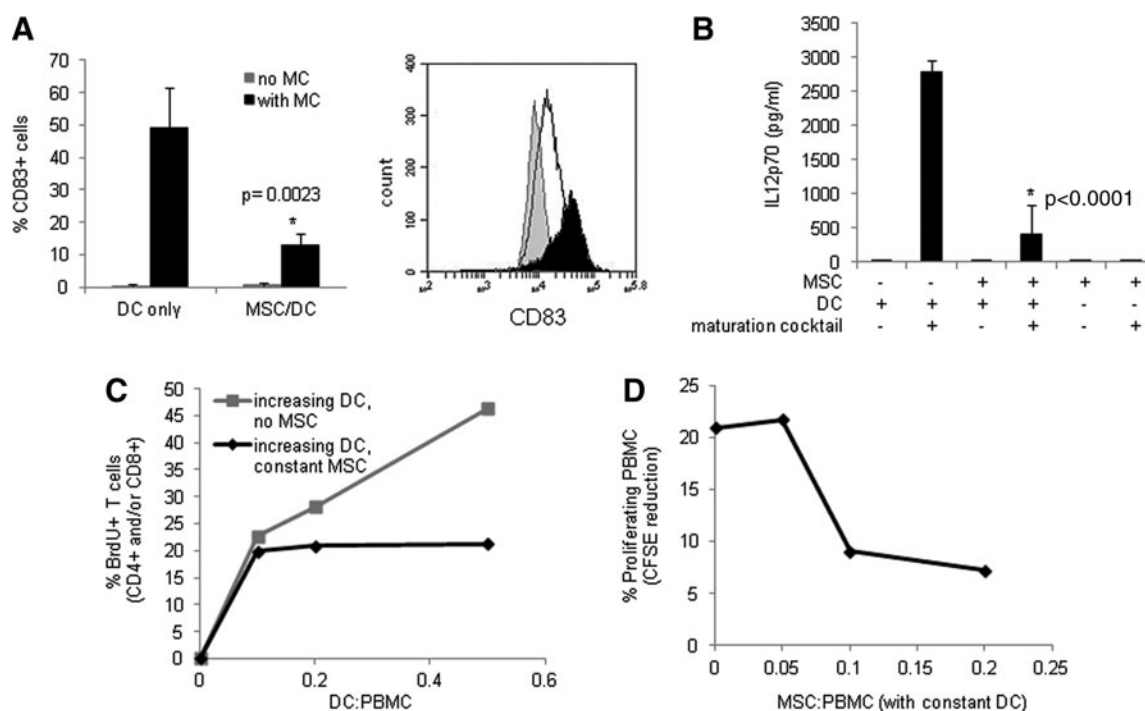 A
70
60
50
40
30
20
10
0
% CD83+ cells
no MC
with MC
p= 0.0023
*
DC only
MSC/DC
400
300
200
100
0
count
CD83
B
3500
3000
2500
2000
1500
1000
500
0
IL12p70 (pg/ml)
* p<0.0001
MSC - - + + + +
DC + + + + - -
maturation cocktail - + - + - +
C
50
45
40
35
30
25
20
15
10
5
0
% BrdU+ T cells
(CD4+ and/or CD8+)
increasing DC,
no MSC
increasing DC,
constant MSC
0 0.2 0.4 0.6
DC:PBMC
D
25
20
15
10
5
0
% Proliferating PBMC
(CFSE reduction)
0 0.05 0.1 0.15 0.2 0.25
MSC:PBMC (with constant DC)